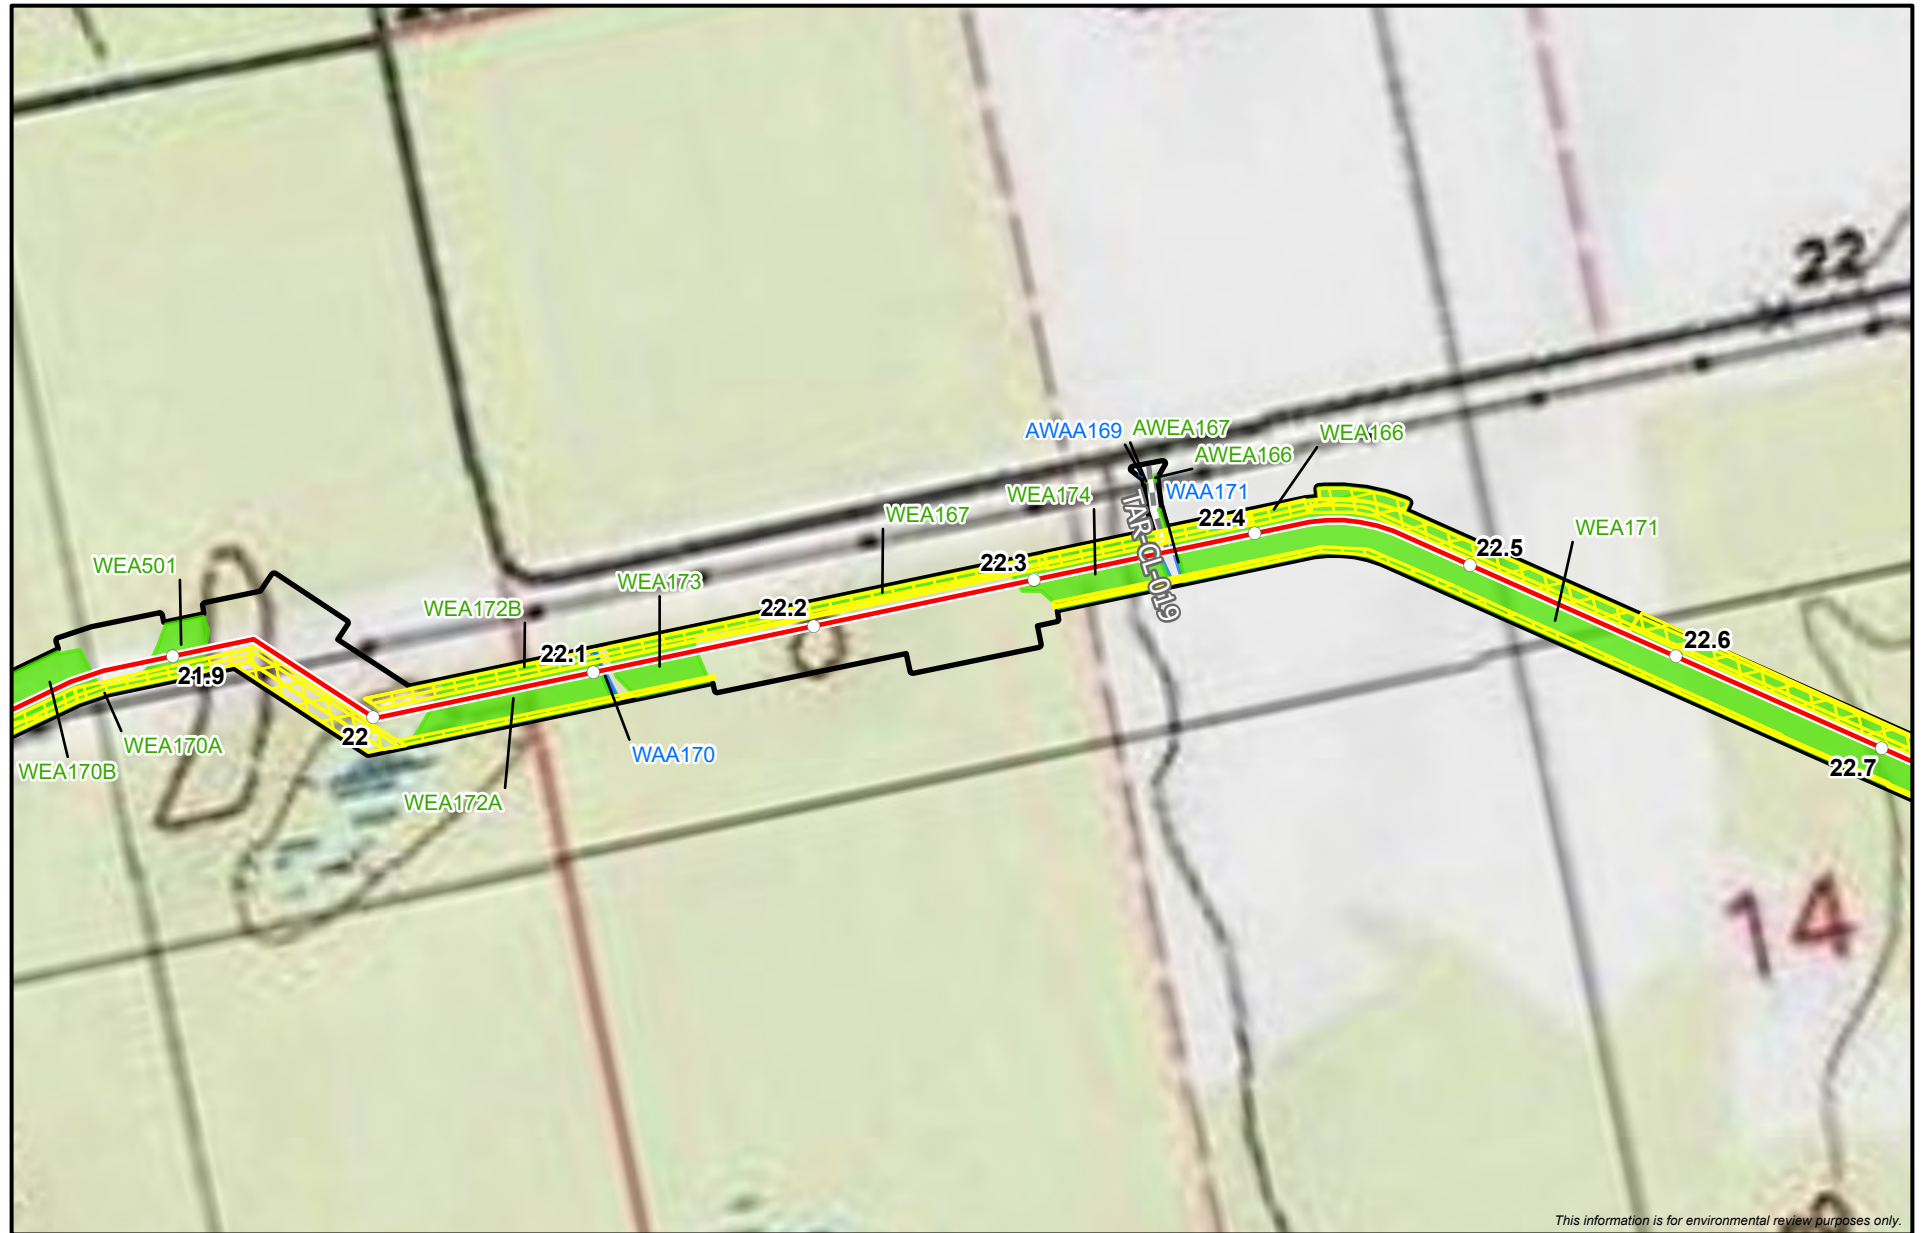 22
AWAA169
AWEA167
WEA166
AWEA166
WEA174
WAA171
WEA167
22.4
TAR-CL-019
WEA171
22.5
WEA501
22.3
WEA173
WEA172B
22.2
22.6
22.1
21.9
22
WEA170A
WAA170
WEA170B
22.7
WEA172A
14
This information is for environmental review purposes only.